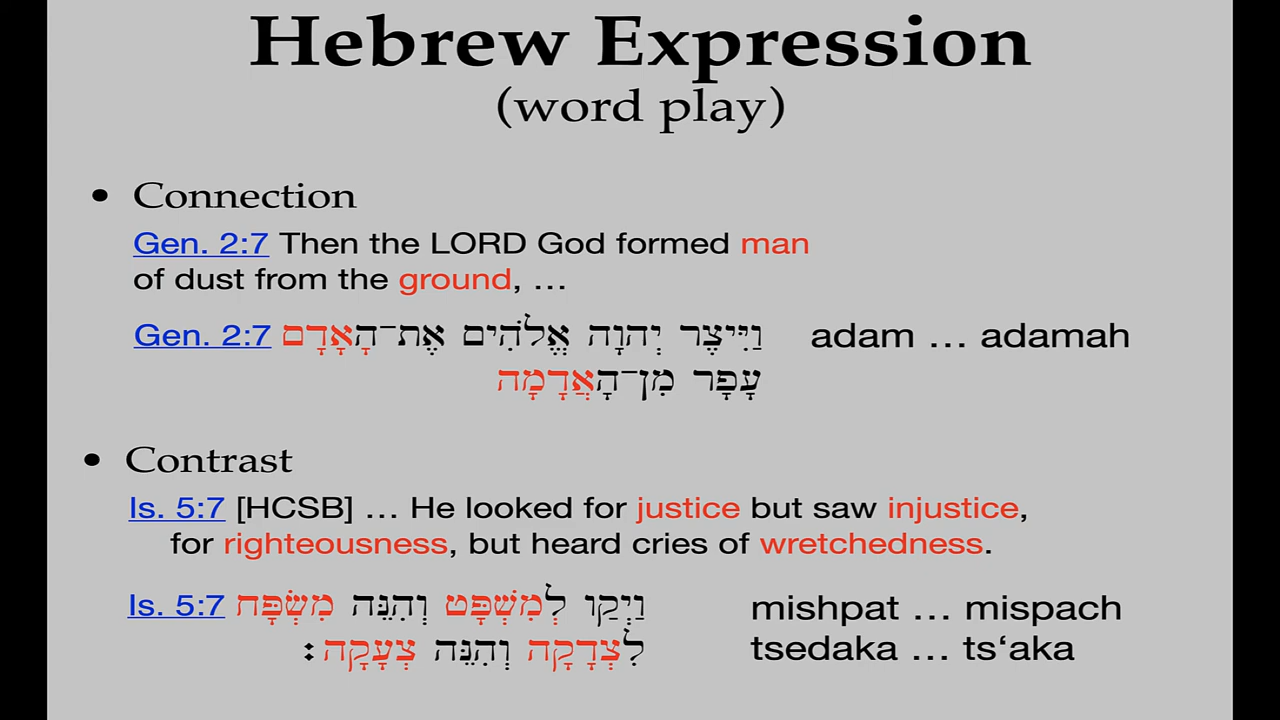 Hebrew Expression
(word play)
• Connection
Gen. 2:7 Then the LORD God formed man
of dust from the ground, …
Gen. 2:7 וַיִּיצֶר יְהוָה אֱלֹהִים אֶת־הָאָדָם
adam … adamah
עָפָר מִן־הָאֲדָמָה
• Contrast
Is. 5:7 [HCSB] … He looked for justice but saw injustice,
for righteousness, but heard cries of wretchedness.
Is. 5:7 וַיְקַו לְמִשְׁפָּט וְהִנֵּה מִשְׂפָּח
mishpat … mispach
לִצְדָקָה וְהִנֵּה צְעָקָה׃
tsedaka … ts‘aka